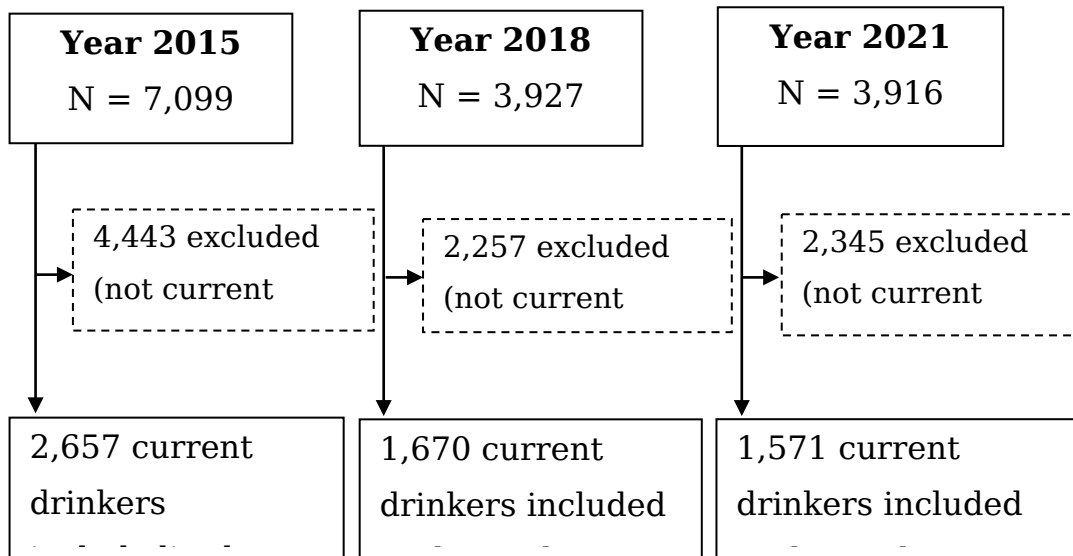 Year 2015
N = 7,099
Year 2018
N = 3,927
Year 2021
N = 3,916
4,443 excluded
(not current
2,257 excluded
(not current
2,345 excluded
(not current
2,657 current
drinkers
1,670 current
drinkers included
1,571 current
drinkers included